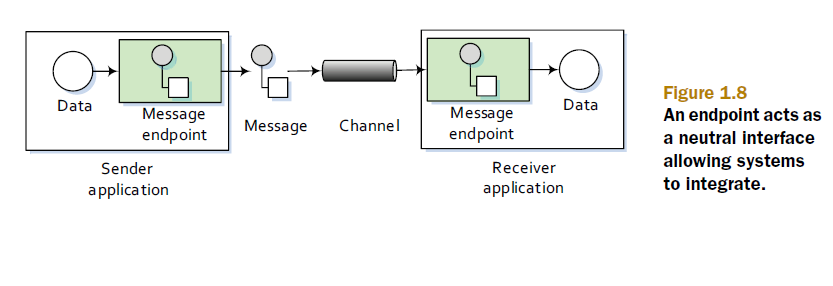 Data
Message
endpoint
Message
Channel
Message
endpoint
Data
Sender
application
Receiver
application
Figure 1.8
An endpoint acts as
a neutral interface
allowing systems
to integrate.